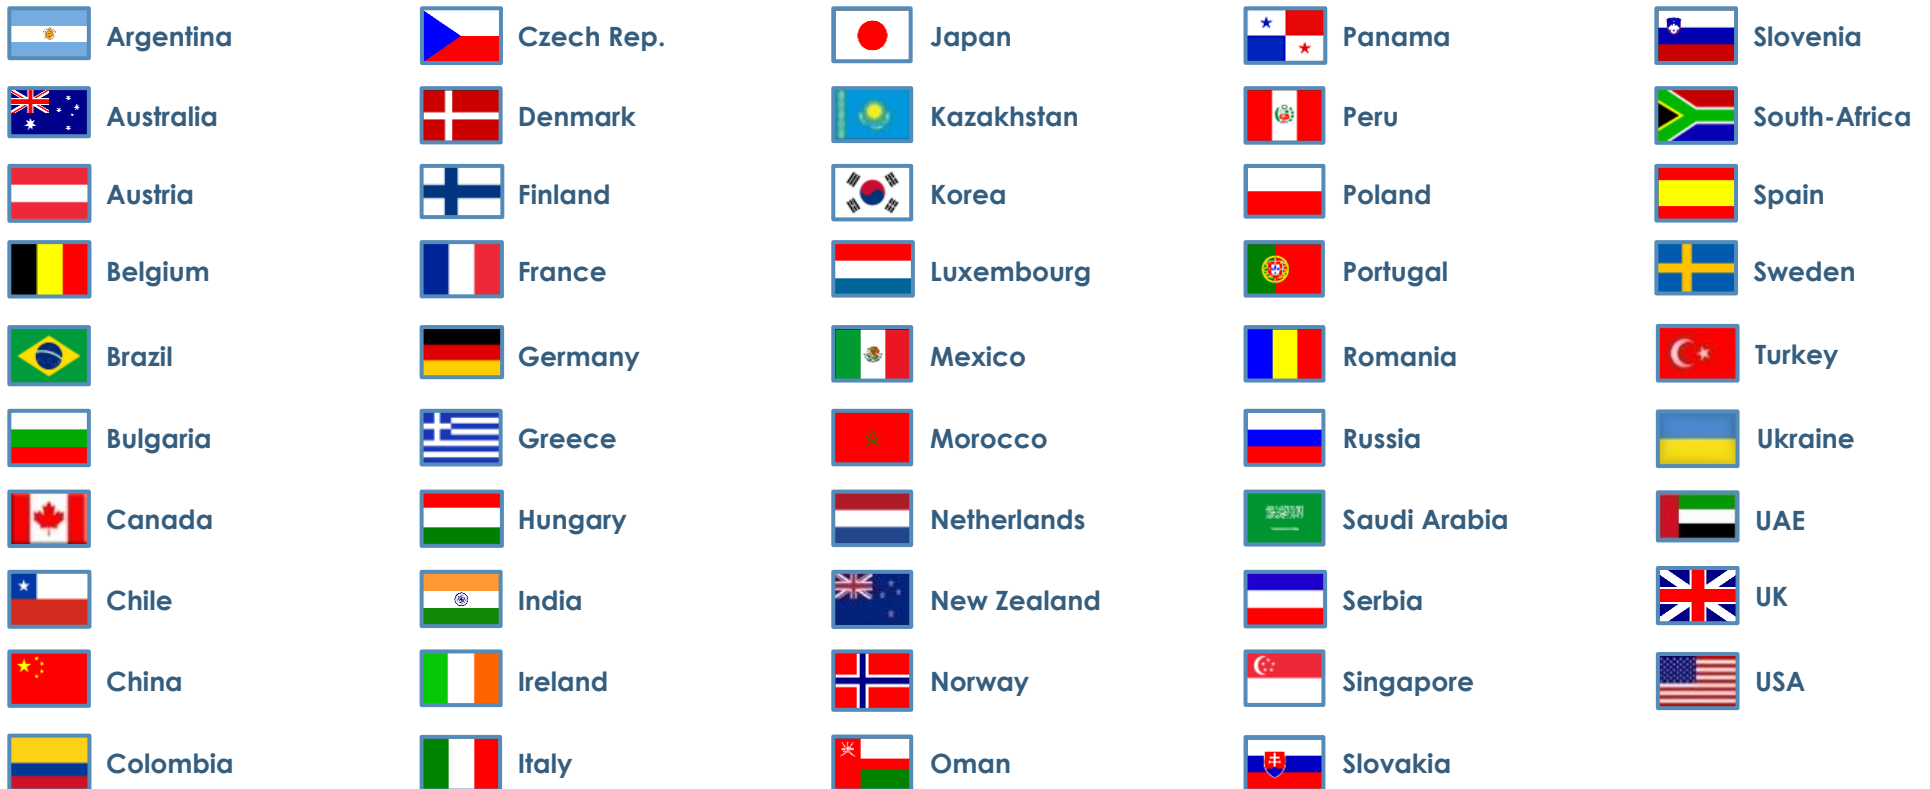 Argentina
Australia
Austria
Belgium
Brazil
Bulgaria
Canada
Chile
China
Colombia
Czech Rep.
Denmark
Finland
France
Germany
Greece
Hungary
India
Ireland
Italy
Japan
Kazakhstan
Korea
Luxembourg
Mexico
Morocco
Netherlands
New Zealand
Norway
Oman
Panama
Peru
Poland
Portugal
Romania
Russia
Saudi Arabia
Serbia
Singapore
Slovakia
Slovenia
South-Africa
Spain
Sweden
Turkey
Ukraine
UAE
UK
USA